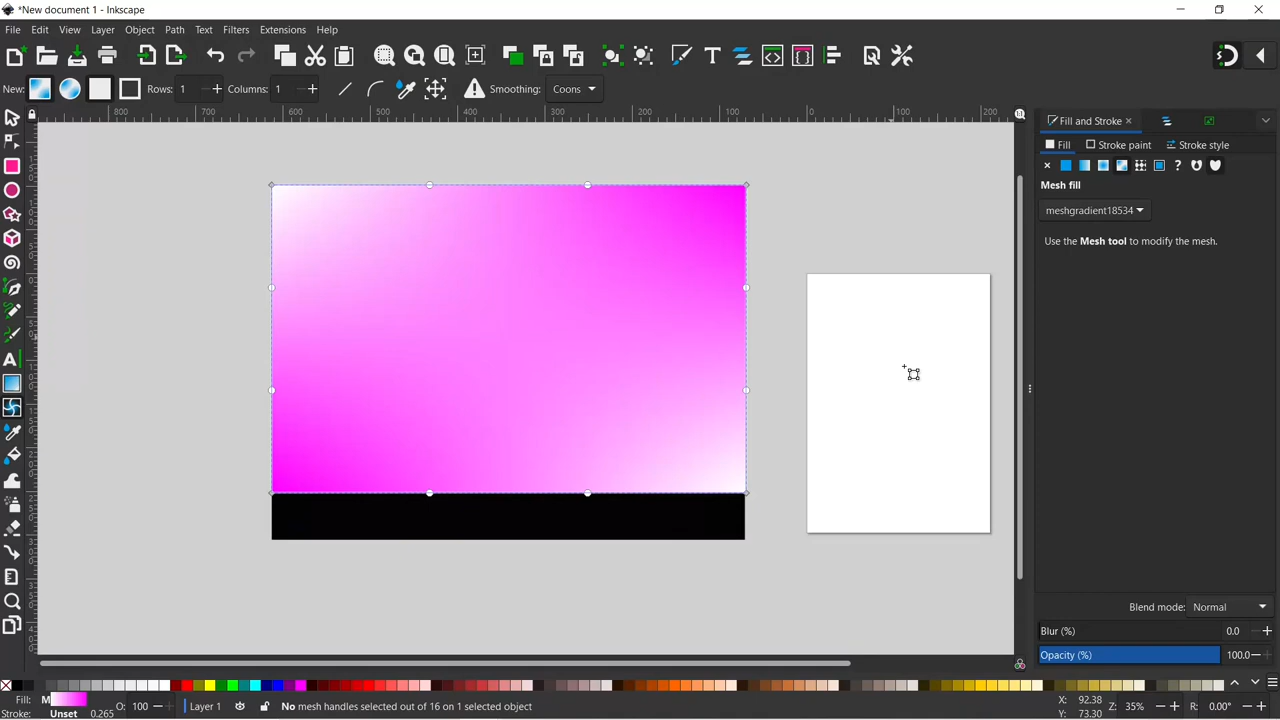 *New document 1 - Inkscape
File Edit View Layer Object Path Text Filters Extensions Help
New: Rows: 1 + Columns: 1 + Smoothing: Coons
800 700 600 500 400 300 200 100 0 100 200
Fill and Stroke ×
Fill Stroke paint Stroke style
Mesh fill
meshgradient18534
Use the Mesh tool to modify the mesh.
Blend mode: Normal
Blur (%) 0.0
Opacity (%) 100.0
Fill: M
Stroke: Unset 0.265
O: 100
Layer 1
No mesh handles selected out of 16 on 1 selected object
X: 92.38
Y: 73.30
Z: 35%
R: 0.00°